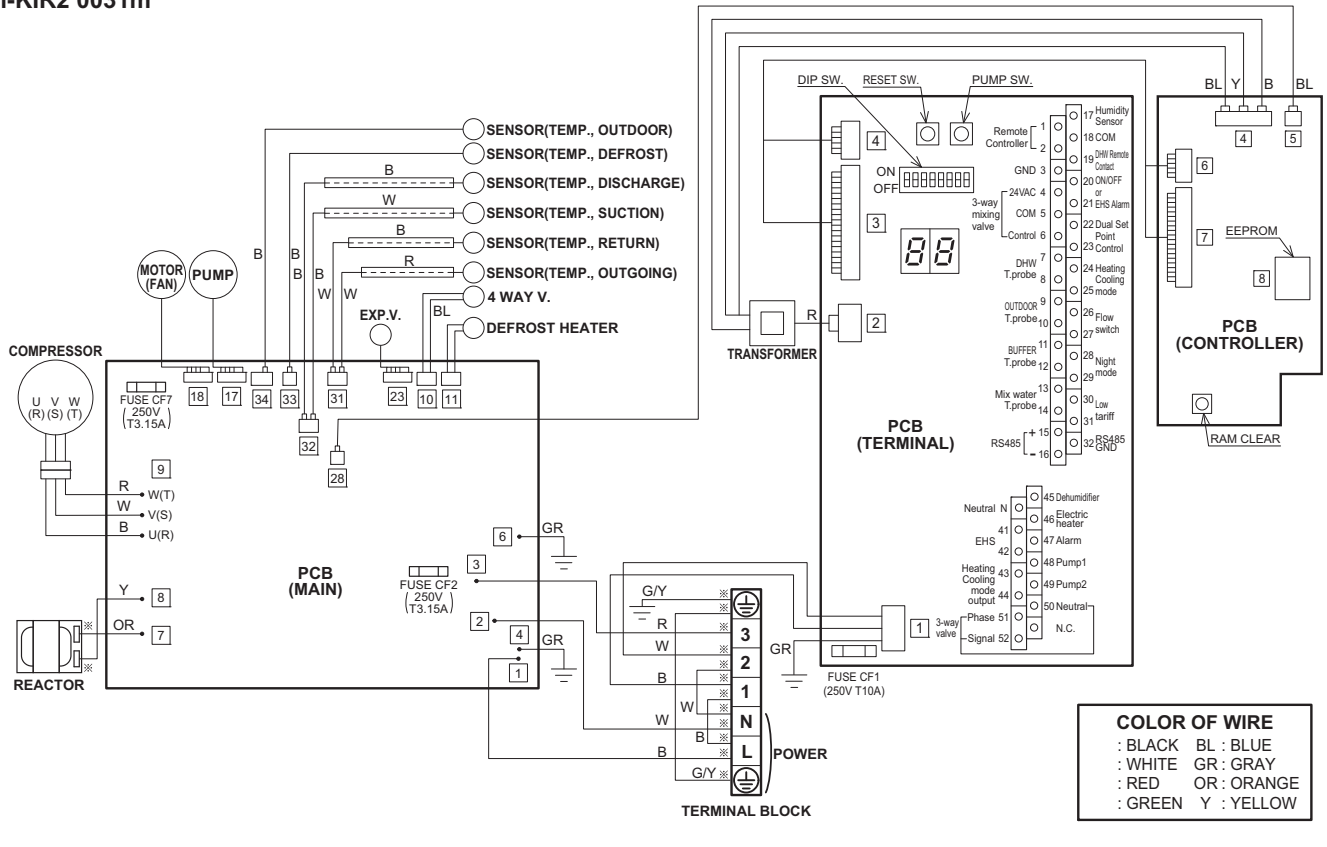 SENSOR(TEMP., OUTDOOR)
SENSOR(TEMP., DEFROST)
B
SENSOR(TEMP., DISCHARGE)
W
SENSOR(TEMP., SUCTION)
B
SENSOR(TEMP., RETURN)
R
SENSOR(TEMP., OUTGOING)
4 WAY V.
DEFROST HEATER
B
B
B
W
W
BL
MOTOR
(FAN)
PUMP
EXP.V.
COMPRESSOR
U V W
(R) (S) (T)
FUSE CF7
250V
(T3.15A)
18
17
34
33
31
23
10
11
32
28
9
R
W(T)
W
V(S)
B
U(R)
Y
8
OR
7
※
※
REACTOR
PCB
(MAIN)
FUSE CF2
250V
(T3.15A)
6
GR
3
2
4
GR
1
G/Y
R
W
B
W
W
B
B
G/Y
※
※
※
※
※
※
※
※
※
※
3
2
1
N
L
POWER
TERMINAL BLOCK
TRANSFORMER
R
DIP SW.
RESET SW.
PUMP SW.
4
ON
OFF
3
88
2
PCB
(TERMINAL)
Remote
Controller
1
2
GND 3
24VAC 4
3-way
mixing
valve
COM 5
Control 6
DHW
T.probe
7
8
OUTDOOR
T.probe
9
10
BUFFER
T.probe
11
12
Mix water
T.probe
13
14
RS485
+ 15
- 16
17 Humidity
Sensor
18 COM
19 DHW Remote
Contact
20 ON/OFF
or
21 EHS Alarm
22 Dual Set
Point
23 Control
24 Heating
Cooling
25 mode
26 Flow
switch
27
28 Night
mode
29
30 Low
tariff
31
32 RS485
GND
Neutral N
41
EHS
42
Heating
Cooling
mode
output
43
44
3-way
valve
Phase 51
Signal 52
45 Dehumidifier
46 Electric
heater
47 Alarm
48 Pump1
49 Pump2
50 Neutral
N.C.
1
GR
FUSE CF1
(250V T10A)
BL
Y
B
BL
4
5
6
7
EEPROM
8
PCB
(CONTROLLER)
RAM CLEAR
COLOR OF WIRE
: BLACK BL : BLUE
: WHITE GR : GRAY
: RED OR : ORANGE
: GREEN Y : YELLOW